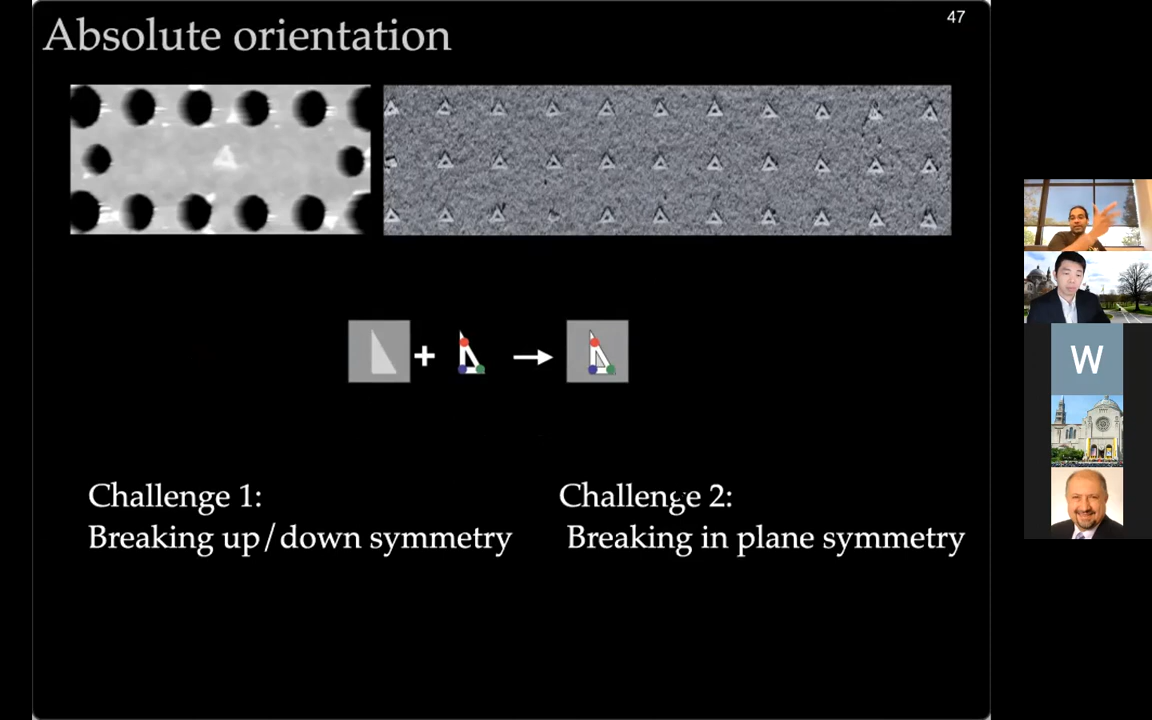 47
Absolute orientation
+
Challenge 1:
Breaking up/down symmetry
Challenge 2:
Breaking in plane symmetry
W